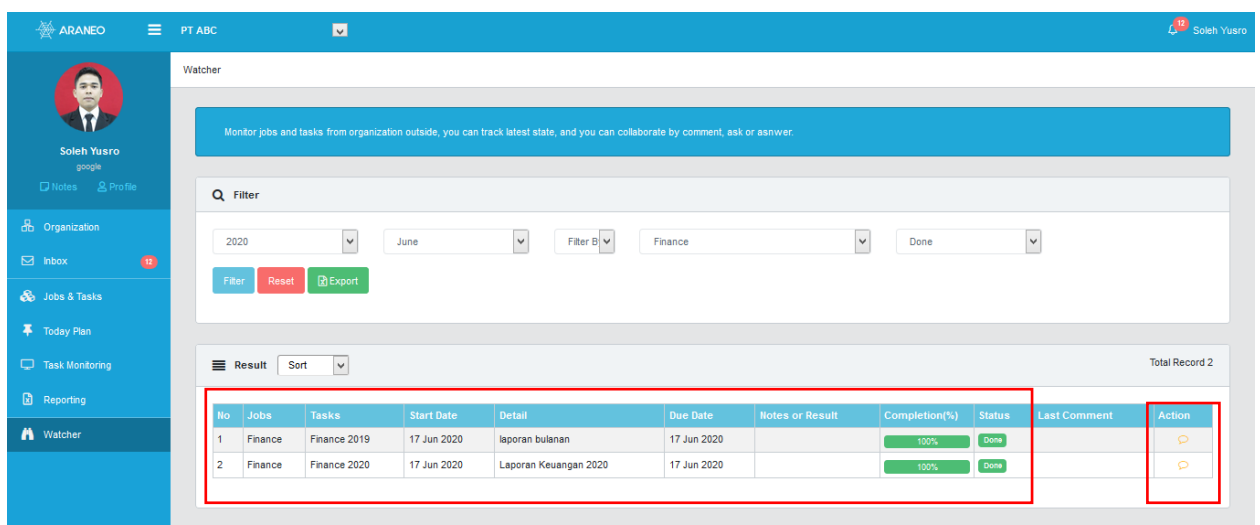 ARANEO PT ABC 12 Soleh Yusro
Watcher
Soleh Yusro
google
Notes Profile
Organization
Inbox 12
Jobs & Tasks
Today Plan
Task Monitoring
Reporting
Watcher
Monitor jobs and tasks from organization outside, you can track latest state, and you can collaborate by comment, ask or asnwer.
Filter
2020 June Filter B Finance Done
Filter Reset Export
Result Sort Total Record 2
No Jobs Tasks Start Date Detail Due Date Notes or Result Completion(%) Status Last Comment Action
1 Finance Finance 2019 17 Jun 2020 laporan bulanan 17 Jun 2020 100% Done
2 Finance Finance 2020 17 Jun 2020 Laporan Keuangan 2020 17 Jun 2020 100% Done